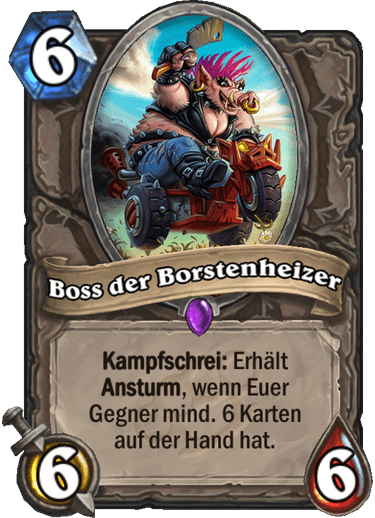 6
Boss der Borstenheizer
Kampfschrei: Erhält
Ansturm, wenn Euer
Gegner mind. 6 Karten
auf der Hand hat.
6
6